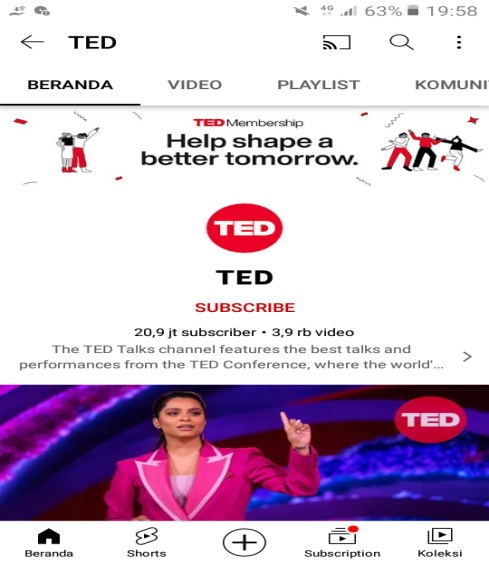 4G
63%
19:58
TED
BERANDA
VIDEO
PLAYLIST
KOMUNI
TED Membership
Help shape a
better tomorrow.
TED
TED
SUBSCRIBE
20,9 jt subscriber • 3,9 rb video
The TED Talks channel features the best talks and
performances from the TED Conference, where the world'...
TED
Beranda
Shorts
Subscription
Koleksi